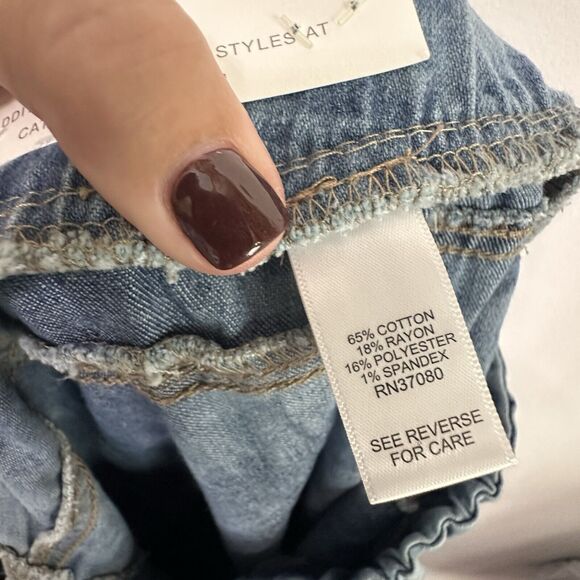 STYLES AT
65% COTTON
18% RAYON
16% POLYESTER
1% SPANDEX
RN37080
SEE REVERSE
FOR CARE